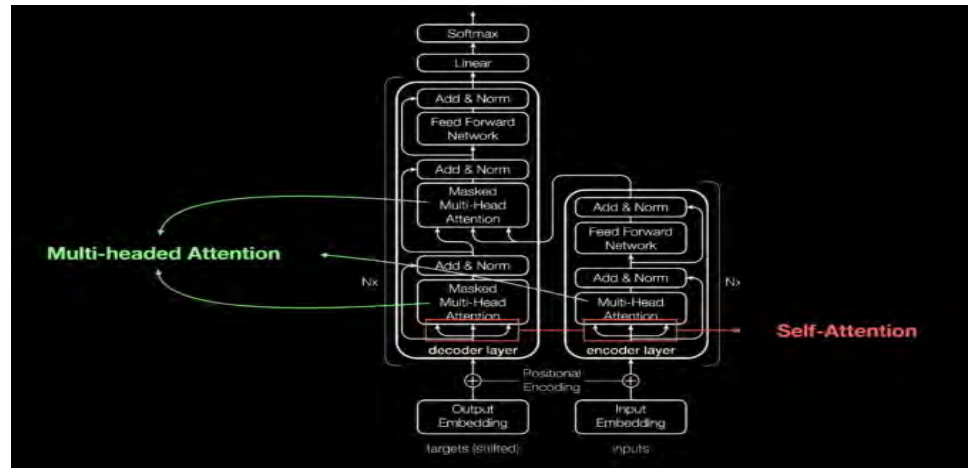 Softmax
Linear
Add & Norm
Feed Forward
Network
Add & Norm
Masked
Multi-Head
Attention
Add & Norm
Masked
Multi-Head
Attention
decoder layer
Nx
Output
Embedding
targets (shifted)
Add & Norm
Feed Forward
Network
Add & Norm
Multi-Head
Attention
encoder layer
Nx
Positional
Encoding
Input
Embedding
inputs
Multi-headed Attention
Self-Attention